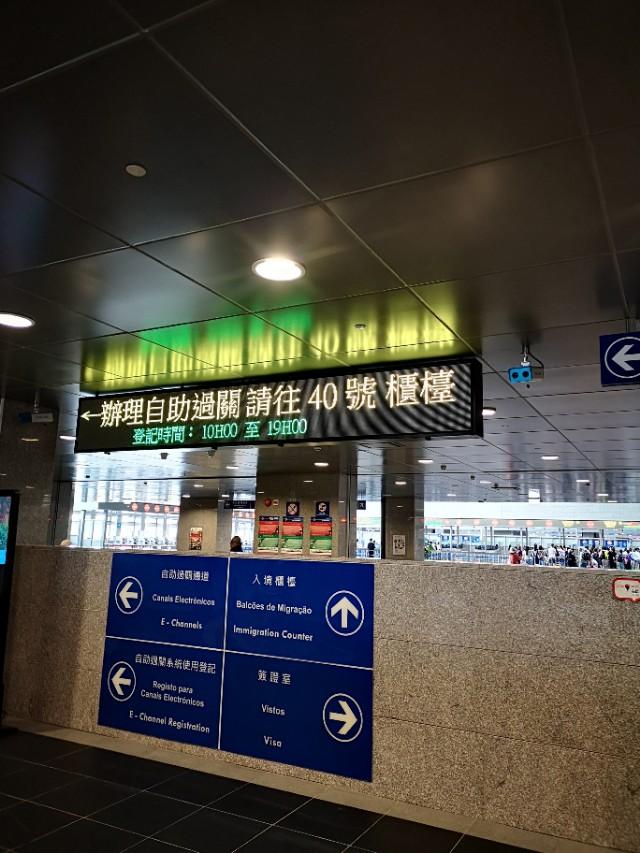 ←辦理自助過關 請往 40 號 櫃檯
登記時間： 10H00 至 19H00
自助過關通道
Canais Electrónicos
E - Channels
入境櫃檯
Balcões de Migração
Immigration Counter
自助過關系統使用登記
Registo para
Canais Electrónicos
E - Channel Registration
簽證室
Vistos
Visa